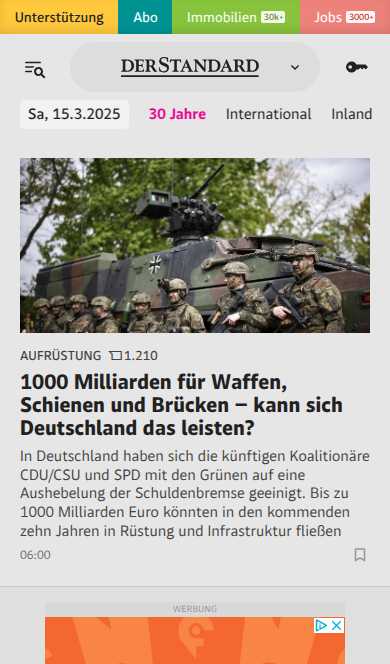 Unterstützung Abo Immobilien 30k+ Jobs 3000+
DERSTANDARD
Sa, 15.3.2025 30 Jahre International Inland
AUFRÜSTUNG 1.210
1000 Milliarden für Waffen,
Schienen und Brücken – kann sich
Deutschland das leisten?
In Deutschland haben sich die künftigen Koalitionäre
CDU/CSU und SPD mit den Grünen auf eine
Aushebelung der Schuldenbremse geeinigt. Bis zu
1000 Milliarden Euro könnten in den kommenden
zehn Jahren in Rüstung und Infrastruktur fließen
06:00
WERBUNG